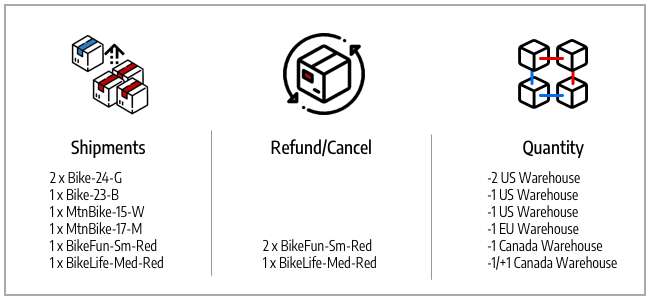 Shipments
2 x Bike-24-G
1 x Bike-23-B
1 x MtnBike-15-W
1 x MtnBike-17-M
1 x BikeFun-Sm-Red
1 x BikeLife-Med-Red
Refund/Cancel
2 x BikeFun-Sm-Red
1 x BikeLife-Med-Red
Quantity
-2 US Warehouse
-1 US Warehouse
-1 US Warehouse
-1 EU Warehouse
-1 Canada Warehouse
-1/+1 Canada Warehouse